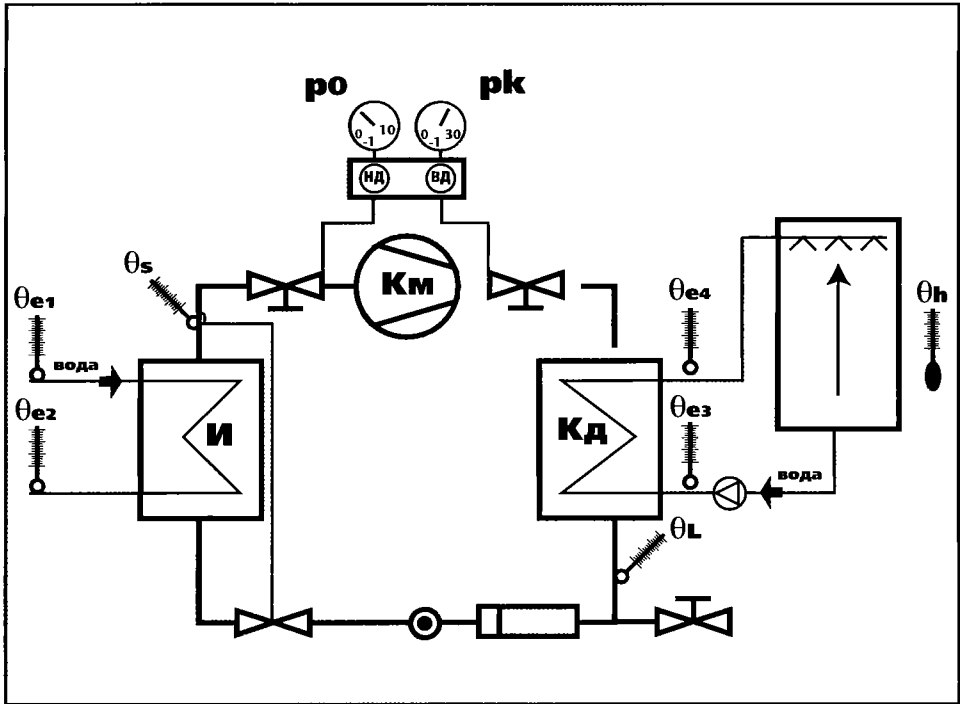 po pk
0 -1 10
0 -1 30
НД ВД
θs
Км
θe1
вода
θe2
И
θe4
θh
Кд
θe3
вода
θL